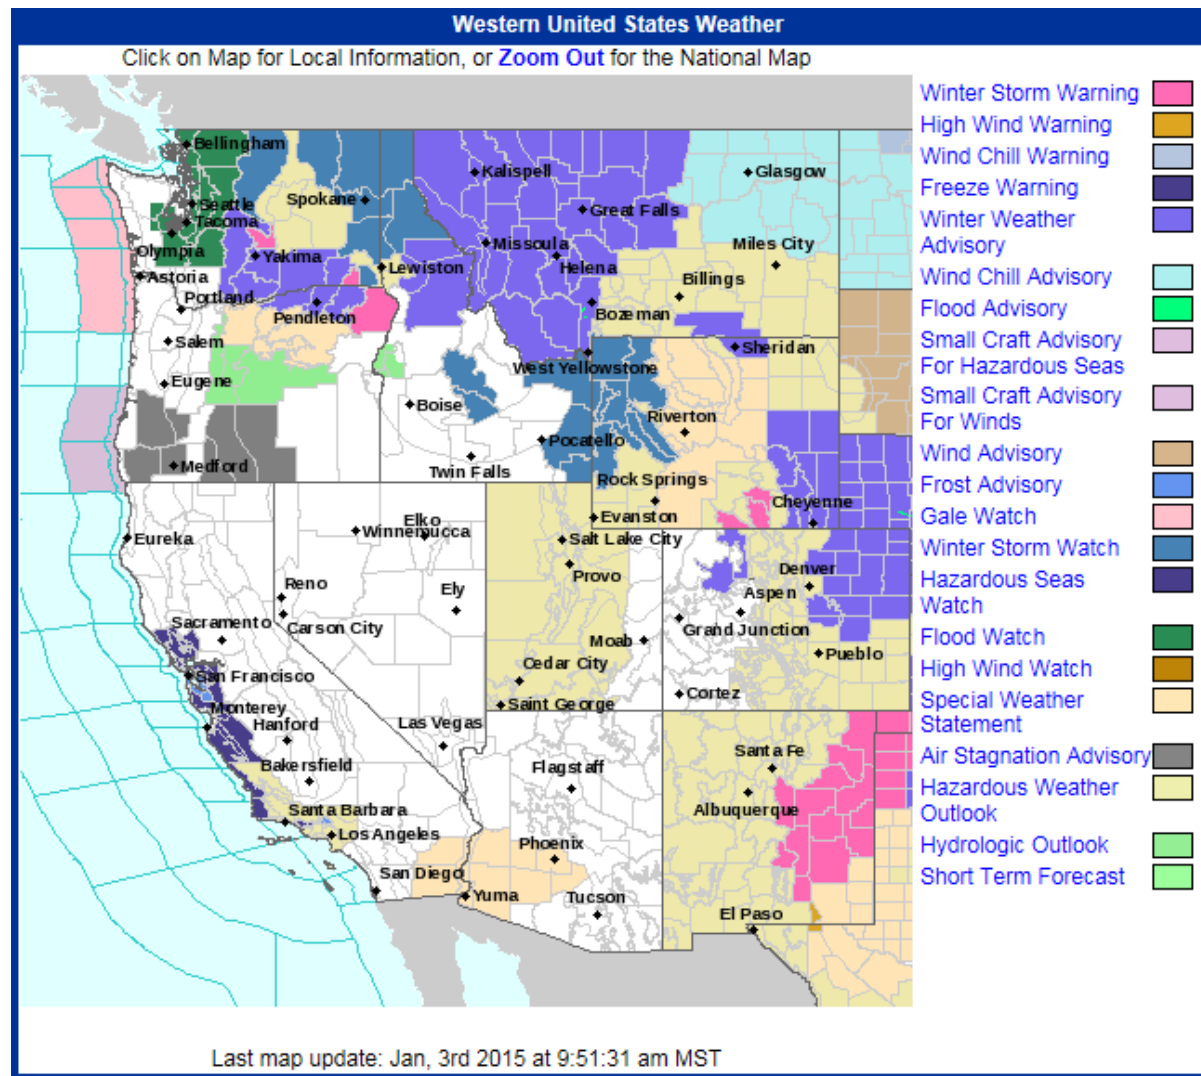 Western United States Weather
Click on Map for Local Information, or Zoom Out for the National Map
Winter Storm Warning
High Wind Warning
Wind Chill Warning
Freeze Warning
Winter Weather
Advisory
Wind Chill Advisory
Flood Advisory
Small Craft Advisory
For Hazardous Seas
Small Craft Advisory
For Winds
Wind Advisory
Frost Advisory
Gale Watch
Winter Storm Watch
Hazardous Seas
Watch
Flood Watch
High Wind Watch
Special Weather
Statement
Air Stagnation Advisory
Hazardous Weather
Outlook
Hydrologic Outlook
Short Term Forecast
Bellingham
Kalispell
Glasgow
Seattle
Spokane
Great Falls
Tacoma
Olympia
Yakima
Missoula
Miles City
Astoria
Lewiston
Helena
Billings
Portland
Pendleton
Bozeman
Salem
Sheridan
West Yellowstone
Eugene
Boise
Riverton
Pocatello
Medford
Twin Falls
Rock Springs
Cheyenne
Evanston
Elko
Winnemucca
Eureka
Salt Lake City
Provo
Denver
Reno
Ely
Aspen
Sacramento
Carson City
Grand Junction
Moab
Pueblo
San Francisco
Cedar City
Cortez
Monterey
Saint George
Hanford
Las Vegas
Santa Fe
Bakersfield
Flagstaff
Albuquerque
Santa Barbara
Los Angeles
Phoenix
San Diego
Yuma
Tucson
El Paso
Last map update: Jan, 3rd 2015 at 9:51:31 am MST